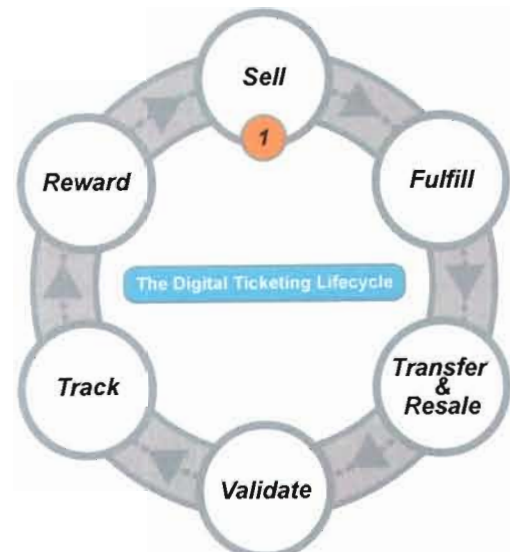 Sell
1
Fulfill
Transfer
&
Resale
Validate
Track
Reward
The Digital Ticketing Lifecycle